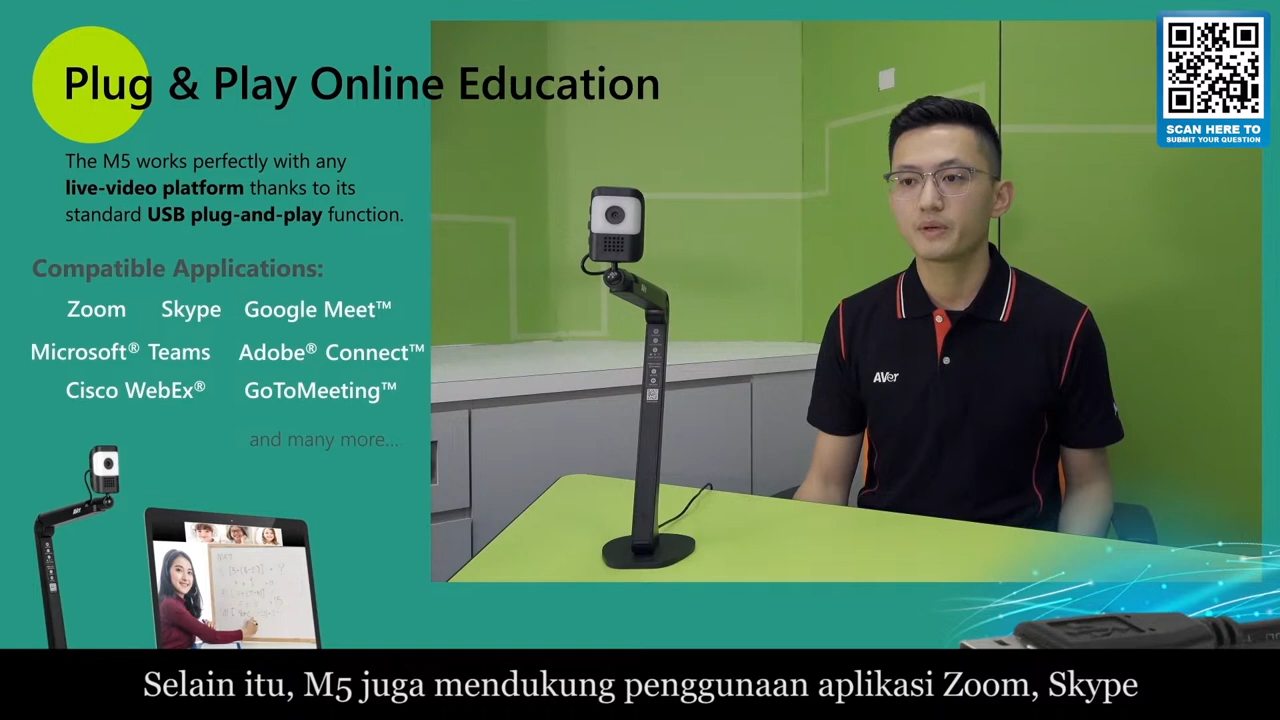 Plug & Play Online Education
The M5 works perfectly with any
live-video platform thanks to its
standard USB plug-and-play function.
Compatible Applications:
Zoom Skype Google Meet™
Microsoft® Teams Adobe® Connect™
Cisco WebEx® GoToMeeting™
and many more...
SCAN HERE TO
SUBMIT YOUR QUESTION
AVer
Selain itu, M5 juga mendukung penggunaan aplikasi Zoom, Skype